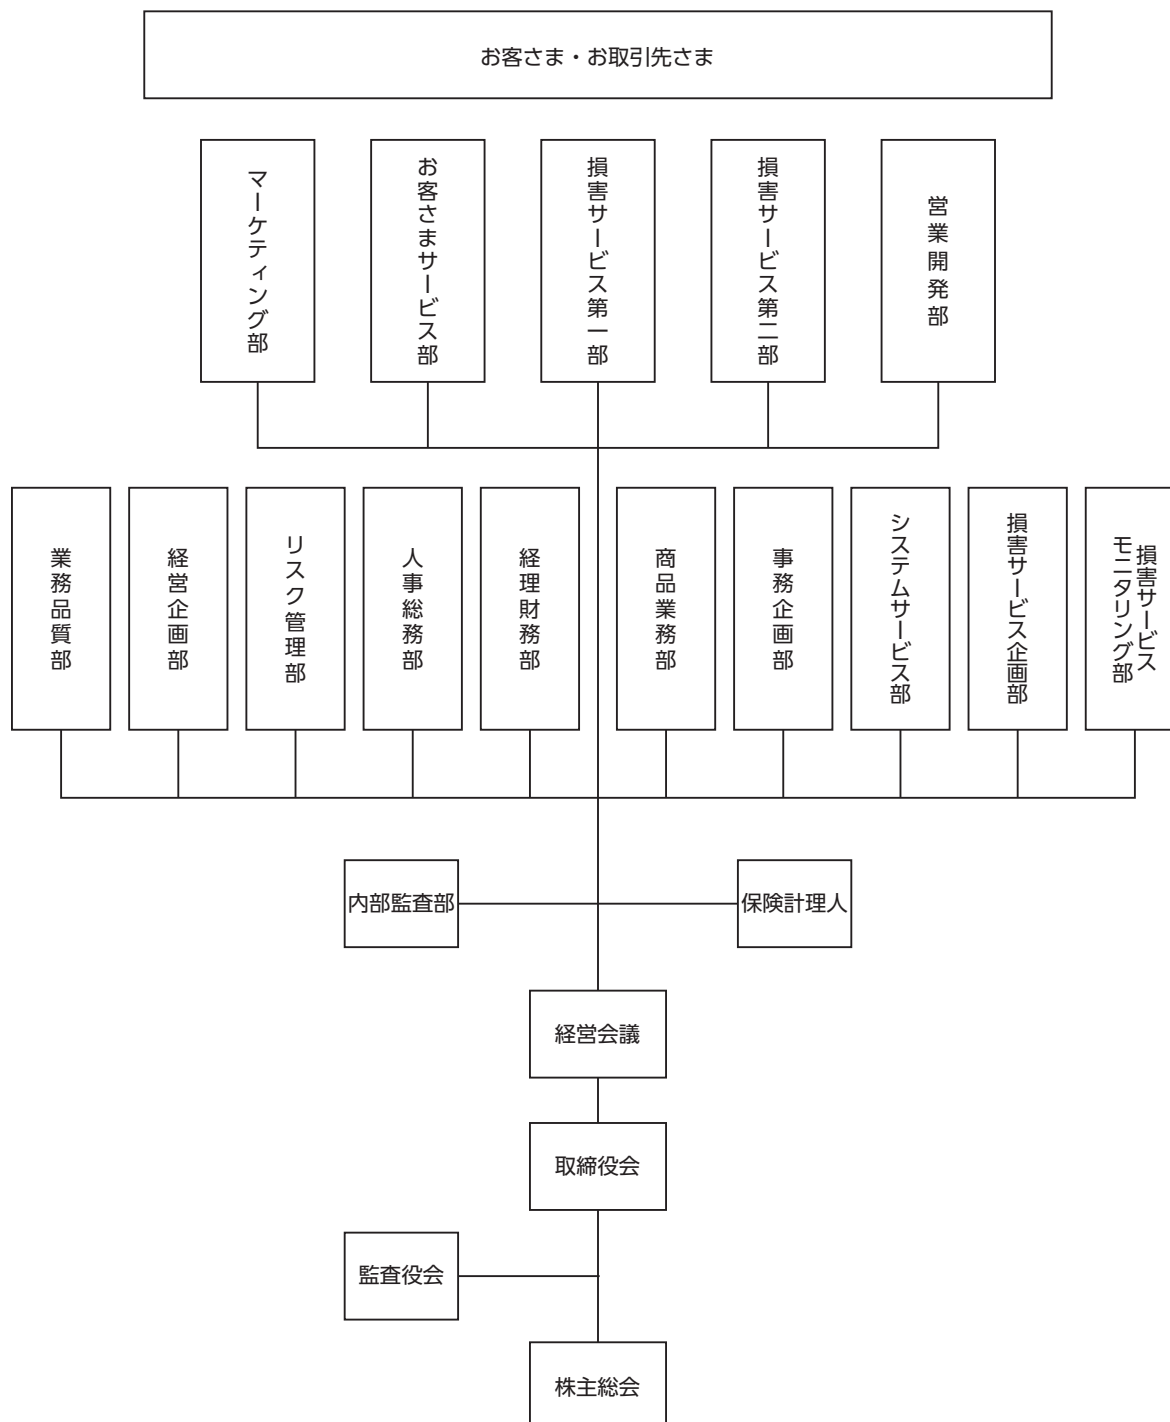 お客さま・お取引先さま
マーケティング部
お客さまサービス部
損害サービス第一部
損害サービス第二部
営業開発部
業務品質部
経営企画部
リスク管理部
人事総務部
経理財務部
商品業務部
事務企画部
システムサービス部
損害サービス企画部
損害サービス
モニタリング部
内部監査部
保険計理人
経営会議
取締役会
監査役会
株主総会